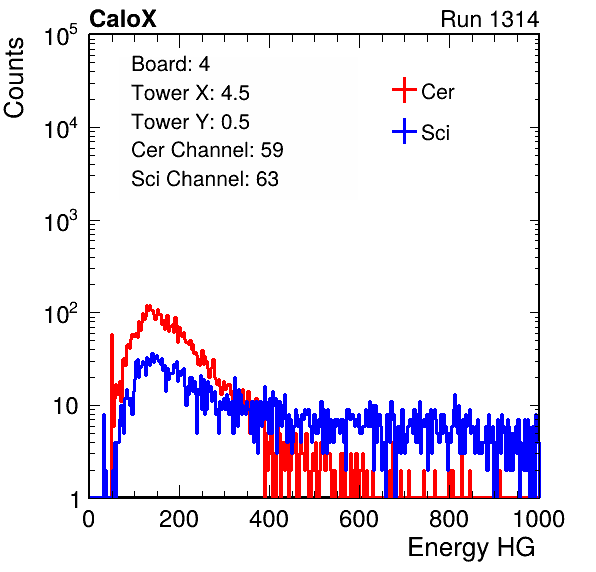 CaloX Run 1314
Counts
10^5
10^4
10^3
10^2
10
1
Board: 4
Tower X: 4.5
Tower Y: 0.5
Cer Channel: 59
Sci Channel: 63
Cer
Sci
0 200 400 600 800 1000
Energy HG